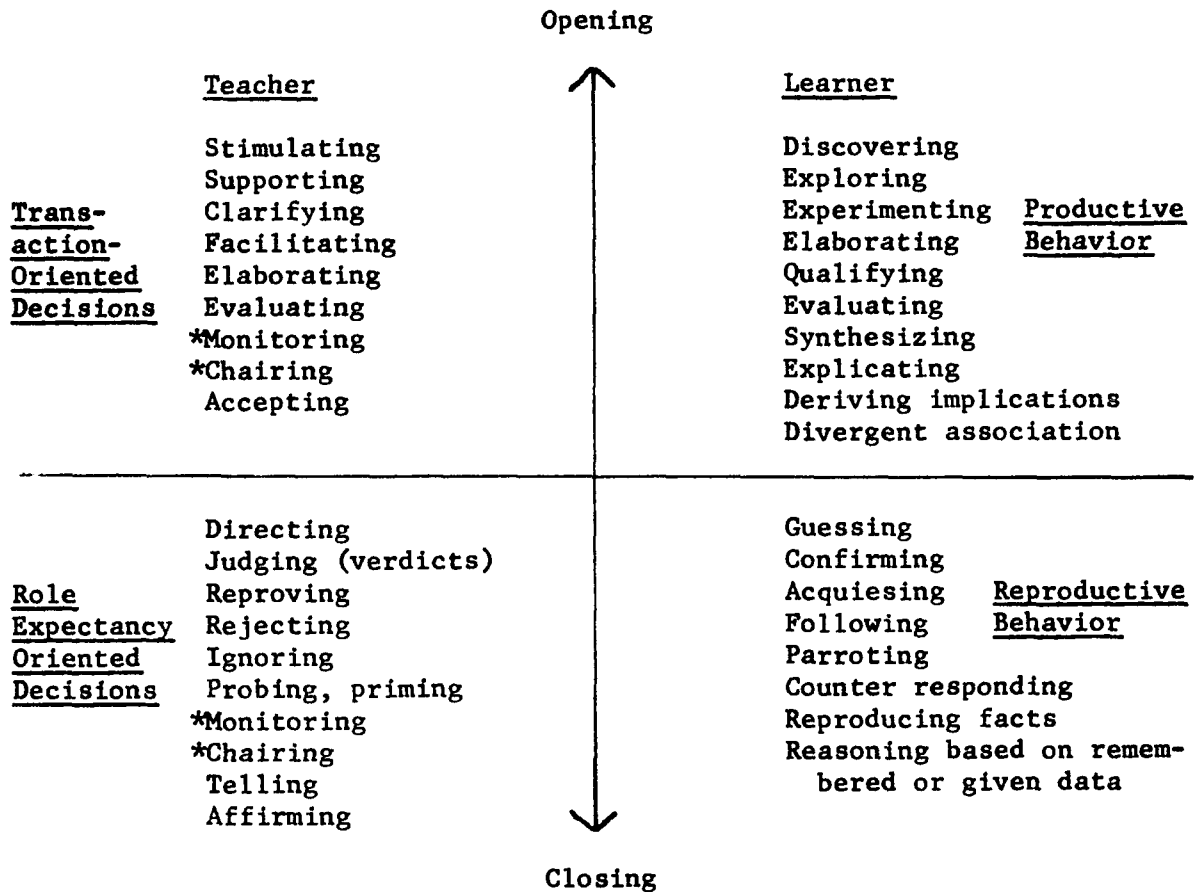 Opening
Teacher
Learner
Stimulating
Supporting
Trans- Clarifying
action- Facilitating
Oriented Elaborating
Decisions Evaluating
*Monitoring
*Chairing
Accepting
Discovering
Exploring
Experimenting Productive
Elaborating Behavior
Qualifying
Evaluating
Synthesizing
Explicating
Deriving implications
Divergent association
Directing
Judging (verdicts)
Role Reproving
Expectancy Rejecting
Oriented Ignoring
Decisions Probing, priming
*Monitoring
*Chairing
Telling
Affirming
Guessing
Confirming
Acquiesing Reproductive
Following Behavior
Parroting
Counter responding
Reproducing facts
Reasoning based on remem-
bered or given data
Closing